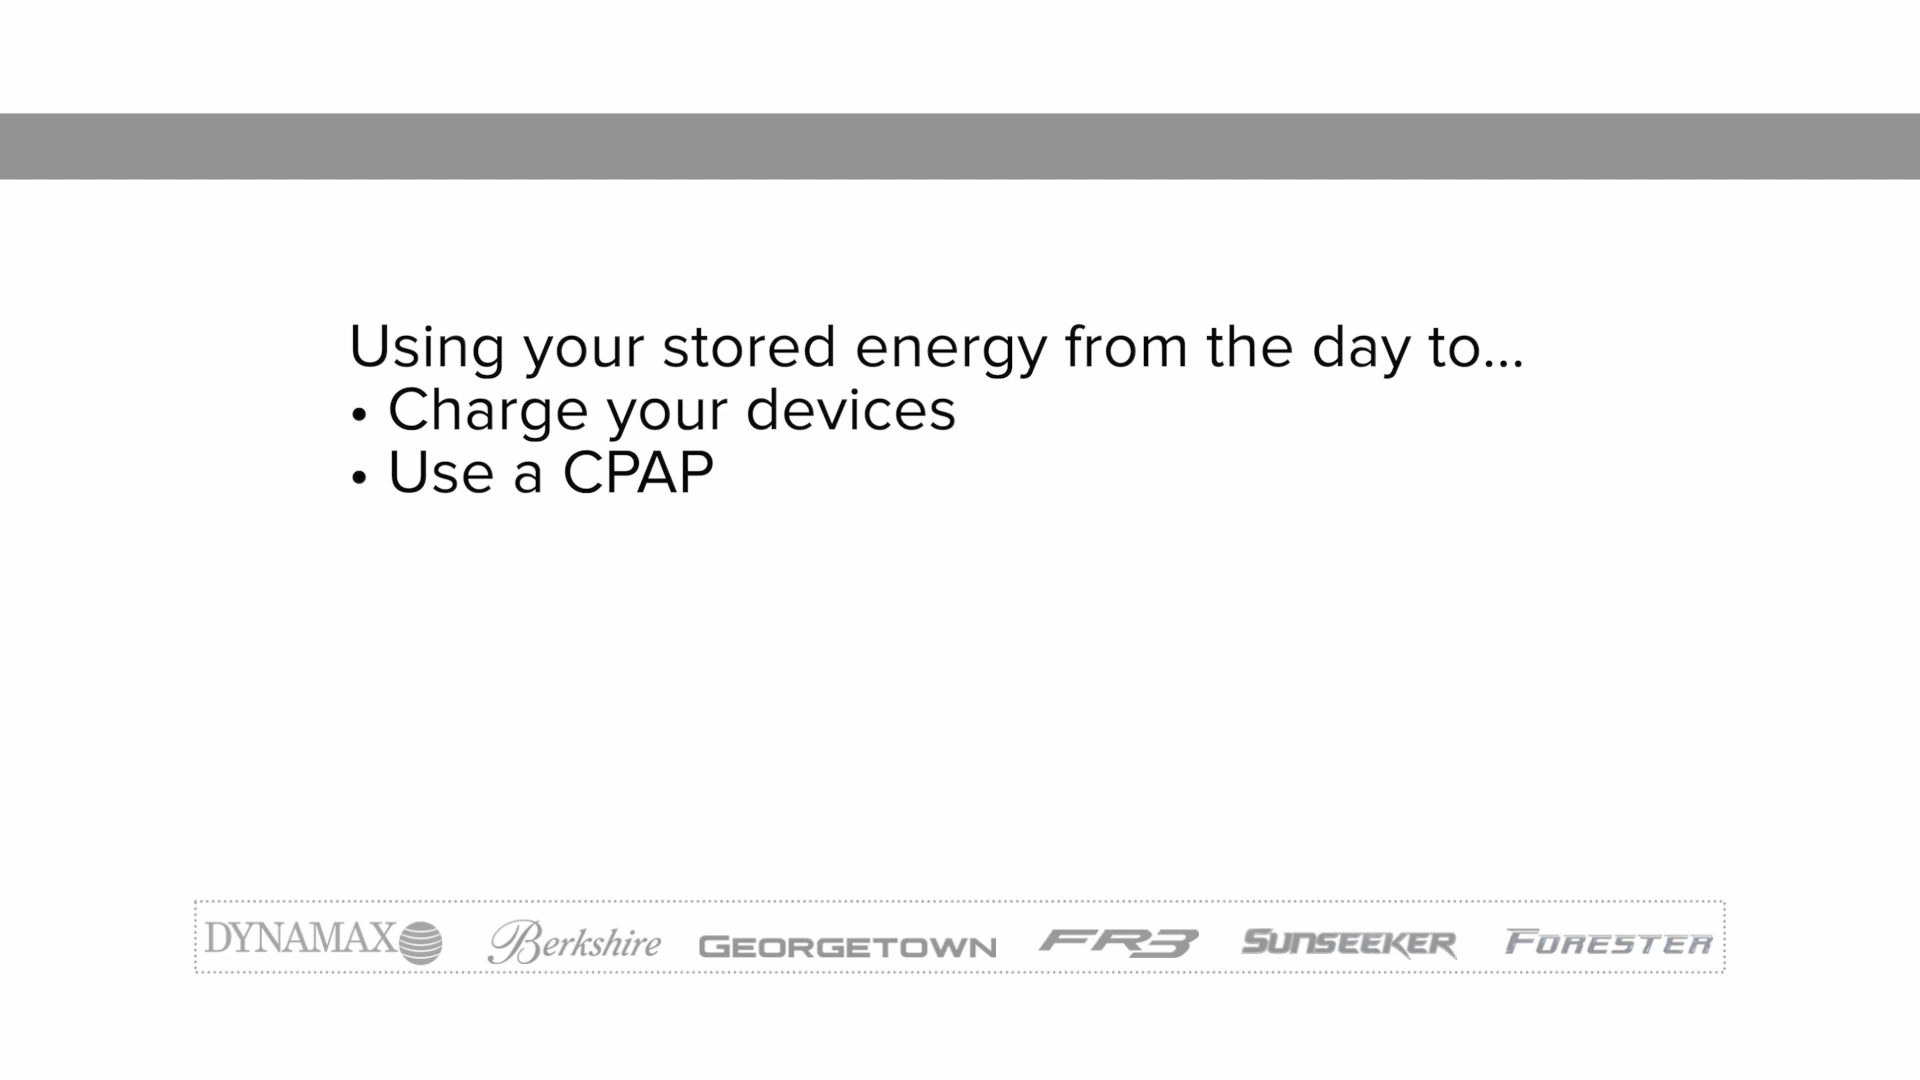 Using your stored energy from the day to...
• Charge your devices
• Use a CPAP
DYNAMAX Berkshire GEORGETOWN FR3 SUNSEEKER FORESTER